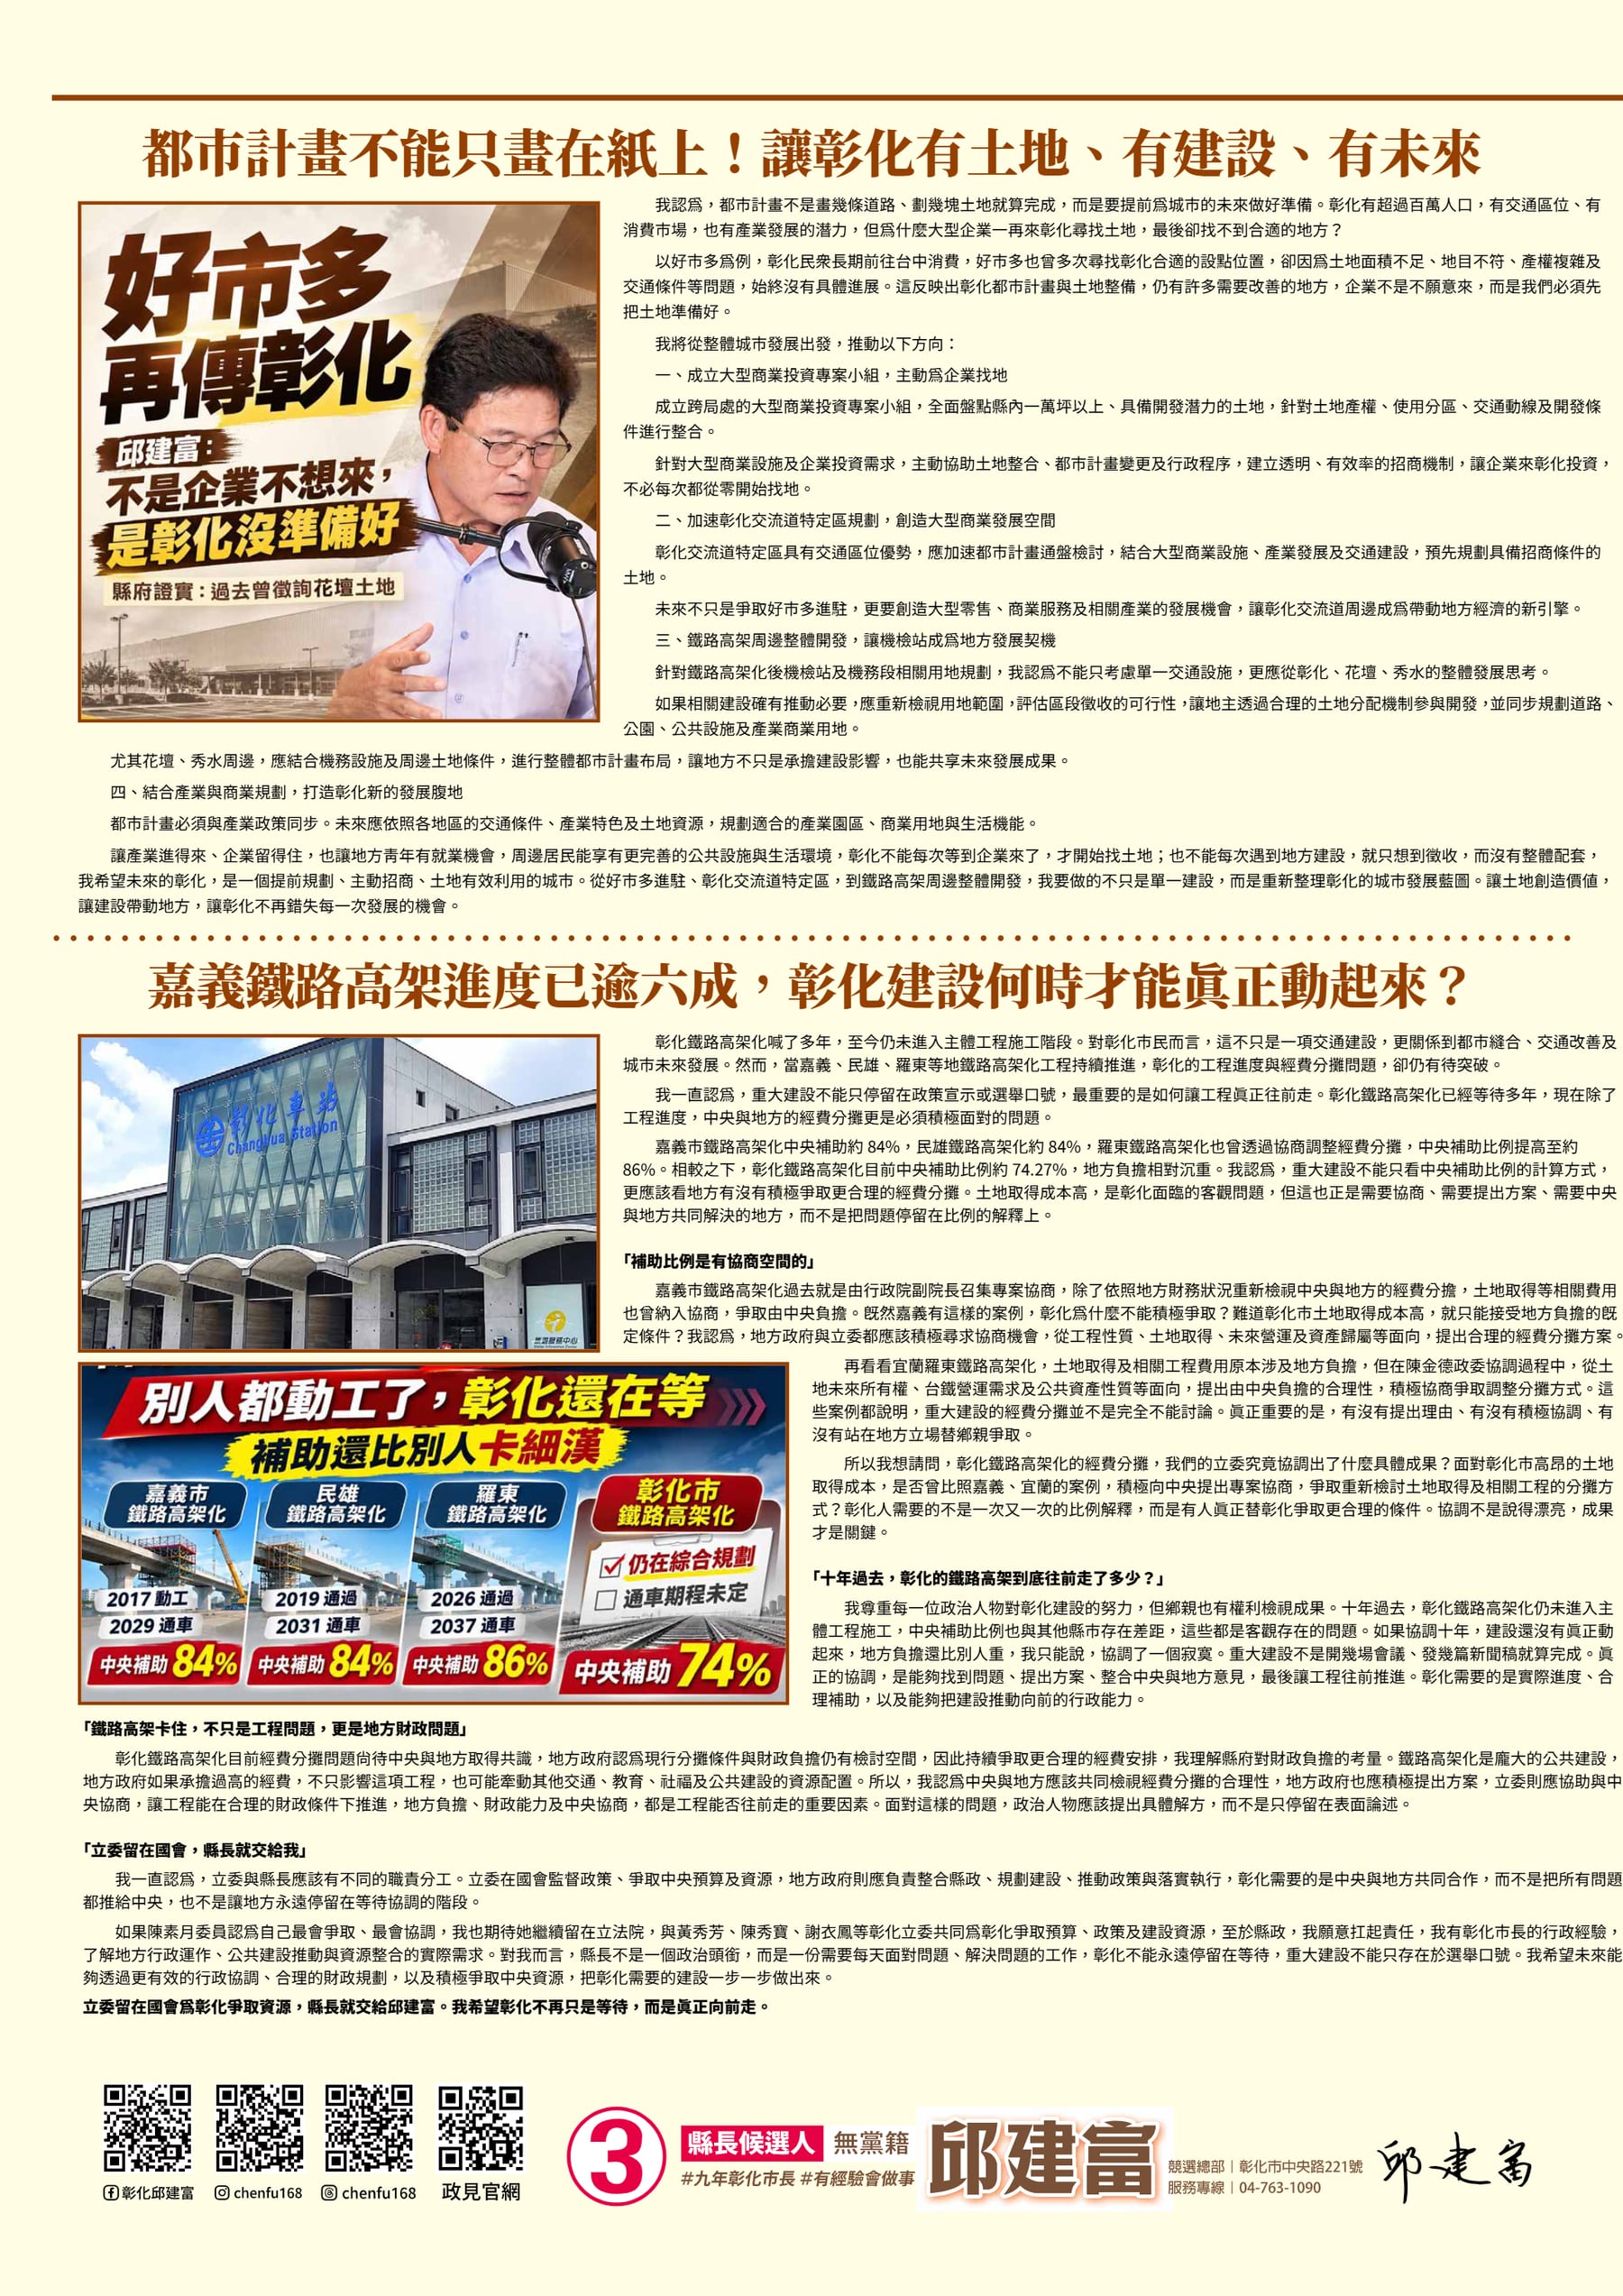 都市計畫不能只畫在紙上！讓彰化有土地、有建設、有未來
好市多
再傳彰化
邱建富：
不是企業不想來，
是彰化沒準備好
縣府證實：過去曾徵詢花壇土地
我認為，都市計畫不是畫幾條道路、劃幾塊土地就算完成，而是要提前為城市的未來做好準備。彰化有超過百萬人口，有交通區位、有
消費市場，也有產業發展的潛力，但為什麼大型企業一再來彰化尋找土地，最後卻找不到合適的地方？
以好市多為例，彰化民眾長期前往台中消費，好市多也曾多次尋找彰化合適的設點位置，卻因為土地面積不足、地目不符、產權複雜及
交通條件等問題，始終沒有具體進展。這反映出彰化都市計畫與土地整備，仍有許多需要改善的地方，企業不是不願意來，而是我們必須先
把土地準備好。
我將從整體城市發展出發，推動以下方向：
一、成立大型商業投資專案小組，主動為企業找地
成立跨局處的大型商業投資專案小組，全面盤點縣內一萬坪以上、具備開發潛力的土地，針對土地產權、使用分區、交通動線及開發條
件進行整合。
針對大型商業設施及企業投資需求，主動協助土地整合、都市計畫變更及行政程序，建立透明、有效率的招商機制，讓企業來彰化投資，
不必每次都從零開始找地。
二、加速彰化交流道特定區規劃，創造大型商業發展空間
彰化交流道特定區具有交通區位優勢，應加速都市計畫通盤檢討，結合大型商業設施、產業發展及交通建設，預先規劃具備招商條件的
土地。
未來不只是爭取好市多進駐，更要創造大型零售、商業服務及相關產業的發展機會，讓彰化交流道周邊成為帶動地方經濟的新引擎。
三、鐵路高架周邊整體開發，讓機檢站成為地方發展契機
針對鐵路高架化後機檢站及機務段相關用地規劃，我認為不能只考慮單一交通設施，更應從彰化、花壇、秀水的整體發展思考。
如果相關建設確有推動必要，應重新檢視用地範圍，評估區段徵收的可行性，讓地主透過合理的土地分配機制參與開發，並同步規劃道路、
公園、公共設施及產業商業用地。
尤其花壇、秀水周邊，應結合機務設施及周邊土地條件，進行整體都市計畫布局，讓地方不只是承擔建設影響，也能共享未來發展成果。
四、結合產業與商業規劃，打造彰化新的發展腹地
都市計畫必須與產業政策同步。未來應依照各地區的交通條件、產業特色及土地資源，規劃適合的產業園區、商業用地與生活機能。
讓產業進得來、企業留得住，也讓地方青年有就業機會，周邊居民能享有更完善的公共設施與生活環境，彰化不能每次等到企業來了，才開始找土地；也不能每次遇到地方建設，就只想到徵收，而沒有整體配套，
我希望未來的彰化，是一個提前規劃、主動招商、土地有效利用的城市。從好市多進駐、彰化交流道特定區，到鐵路高架周邊整體開發，我要做的不只是單一建設，而是重新整理彰化的城市發展藍圖。讓土地創造價值，
讓建設帶動地方，讓彰化不再錯失每一次發展的機會。
嘉義鐵路高架進度已逾六成，彰化建設何時才能真正動起來？
彰化車站
Changhua Station
彰化鐵路高架化喊了多年，至今仍未進入主體工程施工階段。對彰化市民而言，這不只是一項交通建設，更關係到都市縫合、交通改善及
城市未來發展。然而，當嘉義、民雄、羅東等地鐵路高架化工程持續推進，彰化的工程進度與經費分攤問題，卻仍有待突破。
我一直認為，重大建設不能只停留在政策宣示或選舉口號，最重要的是如何讓工程真正往前走。彰化鐵路高架化已經等待多年，現在除了
工程進度，中央與地方的經費分攤更是必須積極面對的問題。
嘉義市鐵路高架化中央補助約 84%，民雄鐵路高架化約 84%，羅東鐵路高架化也曾透過協商調整經費分攤，中央補助比例提高至約
86%。相較之下，彰化鐵路高架化目前中央補助比例約 74.27%，地方負擔相對沉重。我認為，重大建設不能只看中央補助比例的計算方式，
更應該看地方有沒有積極爭取更合理的經費分攤。土地取得成本高，是彰化面臨的客觀問題，但這也正是需要協商、需要提出方案、需要中央
與地方共同解決的地方，而不是把問題停留在比例的解釋上。
「補助比例是有協商空間的」
嘉義市鐵路高架化過去就是由行政院副院長召集專案協商，除了依照地方財務狀況重新檢視中央與地方的經費分擔，土地取得等相關費用
也曾納入協商，爭取由中央負擔。既然嘉義有這樣的案例，彰化為什麼不能積極爭取？難道彰化市土地取得成本高，就只能接受地方負擔的既
定條件？我認為，地方政府與立委都應該積極尋求協商機會，從工程性質、土地取得、未來營運及資產歸屬等面向，提出合理的經費分攤方案。
別人都動工了，彰化還在等
補助還比別人卡細漢
嘉義市
鐵路高架化
2017 動工
2029 通車
中央補助 84%
民雄
鐵路高架化
2019 通過
2031 通車
中央補助 84%
羅東
鐵路高架化
2026 通過
2037 通車
中央補助 86%
彰化市
鐵路高架化
仍在綜合規劃
通車期程未定
中央補助 74%
再看看宜蘭羅東鐵路高架化，土地取得及相關工程費用原本涉及地方負擔，但在陳金德政委協調過程中，從土
地未來所有權、台鐵營運需求及公共資產性質等面向，提出由中央負擔的合理性，積極協商爭取調整分攤方式。這
些案例都說明，重大建設的經費分攤並不是完全不能討論。真正重要的是，有沒有提出理由、有沒有積極協調、有
沒有站在地方立場替鄉親爭取。
所以我想請問，彰化鐵路高架化的經費分攤，我們的立委究竟協調出了什麼具體成果？面對彰化市高昂的土地
取得成本，是否曾比照嘉義、宜蘭的案例，積極向中央提出專案協商，爭取重新檢討土地取得及相關工程的分攤方
式？彰化人需要的不是一次又一次的比例解釋，而是有人真正替彰化爭取更合理的條件。協調不是說得漂亮，成果
才是關鍵。
「十年過去，彰化的鐵路高架到底往前走了多少？」
我尊重每一位政治人物對彰化建設的努力，但鄉親也有權利檢視成果。十年過去，彰化鐵路高架化仍未進入主
體工程施工，中央補助比例也與其他縣市存在差距，這些都是客觀存在的問題。如果協調十年，建設還沒有真正動
起來，地方負擔還比別人重，我只能說，協調了一個寂寞。重大建設不是開幾場會議、發幾篇新聞稿就算完成。真
正的協調，是能夠找到問題、提出方案、整合中央與地方意見，最後讓工程往前推進。彰化需要的是實際進度、合
理補助，以及能夠把建設推動向前的行政能力。
「鐵路高架卡住，不只是工程問題，更是地方財政問題」
彰化鐵路高架化目前經費分攤問題尚待中央與地方取得共識，地方政府認為現行分攤條件與財政負擔仍有檢討空間，因此持續爭取更合理的經費安排，我理解縣府對財政負擔的考量。鐵路高架化是龐大的公共建設，
地方政府如果承擔過高的經費，不只影響這項工程，也可能牽動其他交通、教育、社福及公共建設的資源配置。所以，我認為中央與地方應該共同檢視經費分攤的合理性，地方政府也應積極提出方案，立委則應協助與中
央協商，讓工程能在合理的財政條件下推進，地方負擔、財政能力及中央協商，都是工程能否往前走的重要因素。面對這樣的問題，政治人物應該提出具體解方，而不是只停留在表面論述。
「立委留在國會，縣長就交給我」
我一直認為，立委與縣長應該有不同的職責分工。立委在國會監督政策、爭取中央預算及資源，地方政府則應負責整合縣政、規劃建設、推動政策與落實執行，彰化需要的是中央與地方共同合作，而不是把所有問題
都推給中央，也不是讓地方永遠停留在等待協調的階段。
如果陳素月委員認為自己最會爭取、最會協調，我也期待她繼續留在立法院，與黃秀芳、陳秀寶、謝衣鳳等彰化立委共同為彰化爭取預算、政策及建設資源，至於縣政，我願意扛起責任，我有彰化市長的行政經驗，
了解地方行政運作、公共建設推動與資源整合的實際需求。對我而言，縣長不是一個政治頭銜，而是一份需要每天面對問題、解決問題的工作，彰化不能永遠停留在等待，重大建設不能只存在於選舉口號。我希望未來能
夠透過更有效的行政協調、合理的財政規劃，以及積極爭取中央資源，把彰化需要的建設一步一步做出來。
立委留在國會為彰化爭取資源，縣長就交給邱建富。我希望彰化不再只是等待，而是真正向前走。
彰化邱建富
chenfu168
chenfu168
政見官網
3
縣長候選人 無黨籍
#九年彰化市長 #有經驗會做事
邱建富
競選總部｜彰化市中央路221號
服務專線｜04-763-1090
邱建富